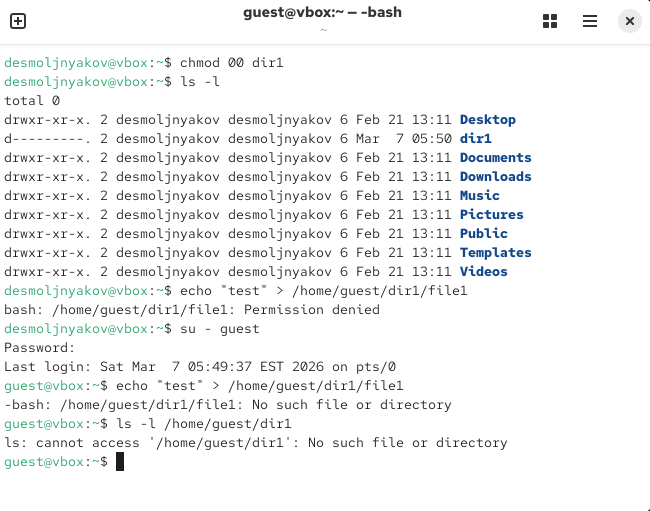 guest@vbox:~ — -bash
~
desmoljnyakov@vbox:~$ chmod 00 dir1
desmoljnyakov@vbox:~$ ls -l
total 0
drwxr-xr-x. 2 desmoljnyakov desmoljnyakov 6 Feb 21 13:11 Desktop
d---------. 2 desmoljnyakov desmoljnyakov 6 Mar  7 05:50 dir1
drwxr-xr-x. 2 desmoljnyakov desmoljnyakov 6 Feb 21 13:11 Documents
drwxr-xr-x. 2 desmoljnyakov desmoljnyakov 6 Feb 21 13:11 Downloads
drwxr-xr-x. 2 desmoljnyakov desmoljnyakov 6 Feb 21 13:11 Music
drwxr-xr-x. 2 desmoljnyakov desmoljnyakov 6 Feb 21 13:11 Pictures
drwxr-xr-x. 2 desmoljnyakov desmoljnyakov 6 Feb 21 13:11 Public
drwxr-xr-x. 2 desmoljnyakov desmoljnyakov 6 Feb 21 13:11 Templates
drwxr-xr-x. 2 desmoljnyakov desmoljnyakov 6 Feb 21 13:11 Videos
desmoljnyakov@vbox:~$ echo "test" > /home/guest/dir1/file1
bash: /home/guest/dir1/file1: Permission denied
desmoljnyakov@vbox:~$ su - guest
Password:
Last login: Sat Mar  7 05:49:37 EST 2026 on pts/0
guest@vbox:~$ echo "test" > /home/guest/dir1/file1
-bash: /home/guest/dir1/file1: No such file or directory
guest@vbox:~$ ls -l /home/guest/dir1
ls: cannot access '/home/guest/dir1': No such file or directory
guest@vbox:~$